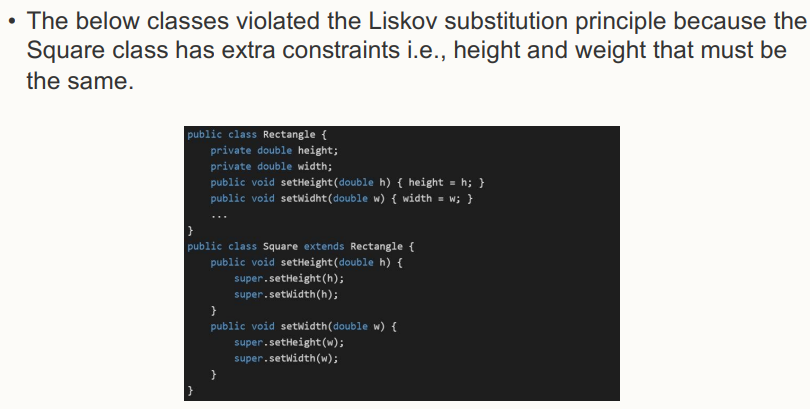 • The below classes violated the Liskov substitution principle because the
Square class has extra constraints i.e., height and weight that must be
the same.
public class Rectangle {
    private double height;
    private double width;
    public void setHeight(double h) { height = h; }
    public void setWidht(double w) { width = w; }
    ...
}
public class Square extends Rectangle {
    public void setHeight(double h) {
        super.setHeight(h);
        super.setWidth(h);
    }
    public void setWidth(double w) {
        super.setHeight(w);
        super.setWidth(w);
    }
}